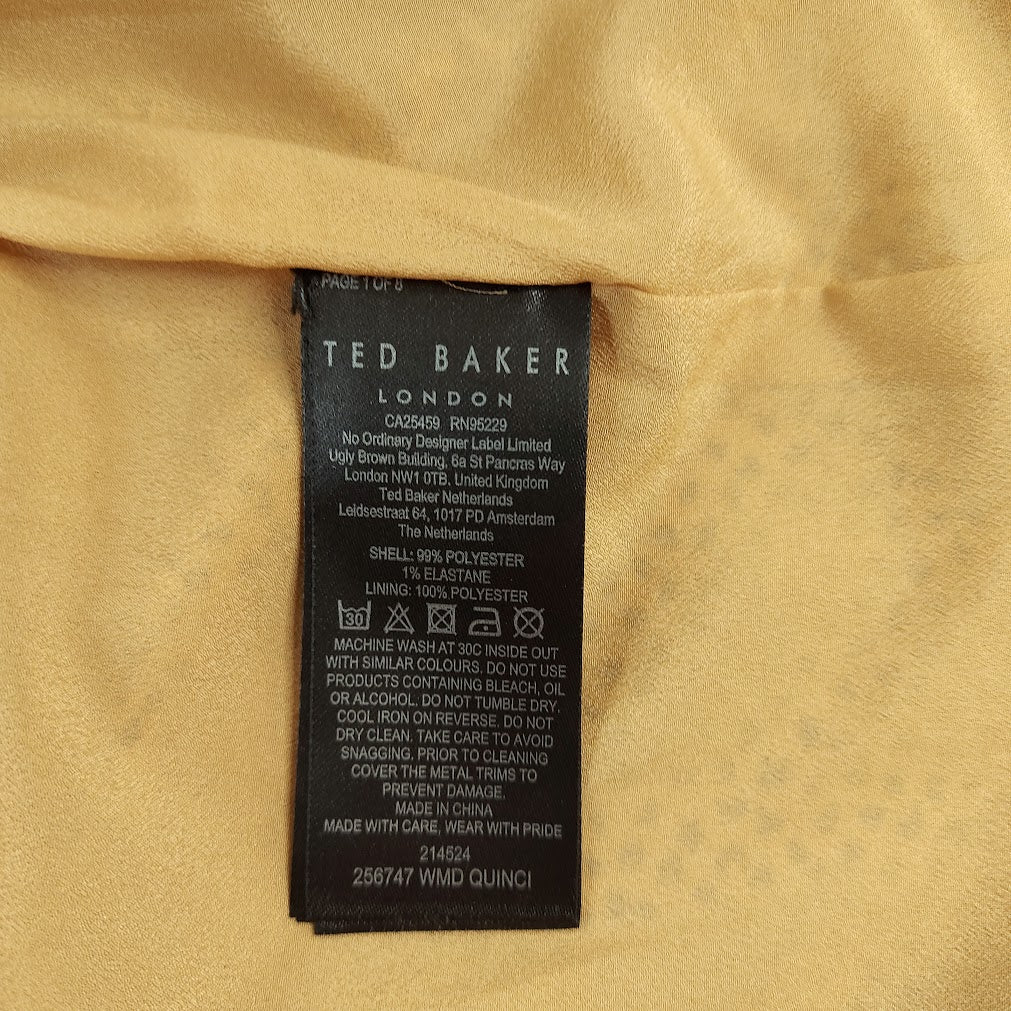 PAGE 1 OF 8
TED BAKER
LONDON
CA25459 RN95229
No Ordinary Designer Label Limited
Ugly Brown Building, 6a St Pancras Way
London NW1 0TB, United Kingdom
Ted Baker Netherlands
Leidsestraat 64, 1017 PD Amsterdam
The Netherlands
SHELL: 99% POLYESTER
1% ELASTANE
LINING: 100% POLYESTER
30
MACHINE WASH AT 30C INSIDE OUT
WITH SIMILAR COLOURS. DO NOT USE
PRODUCTS CONTAINING BLEACH, OIL
OR ALCOHOL. DO NOT TUMBLE DRY.
COOL IRON ON REVERSE. DO NOT
DRY CLEAN. TAKE CARE TO AVOID
SNAGGING. PRIOR TO CLEANING
COVER THE METAL TRIMS TO
PREVENT DAMAGE.
MADE IN CHINA
MADE WITH CARE, WEAR WITH PRIDE
214524
256747 WMD QUINCI